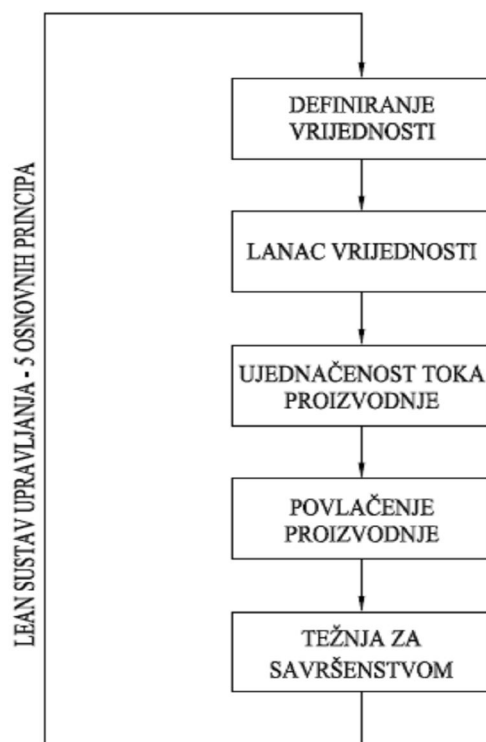 LEAN SUSTAV UPRAVLJANJA - 5 OSNOVNIH PRINCIPA
DEFINIRANJE
VRIJEDNOSTI
LANAC VRIJEDNOSTI
UJEDNAČENOST TOKA
PROIZVODNJE
POVLAČENJE
PROIZVODNJE
TEŽNJA ZA
SAVRŠENSTVOM